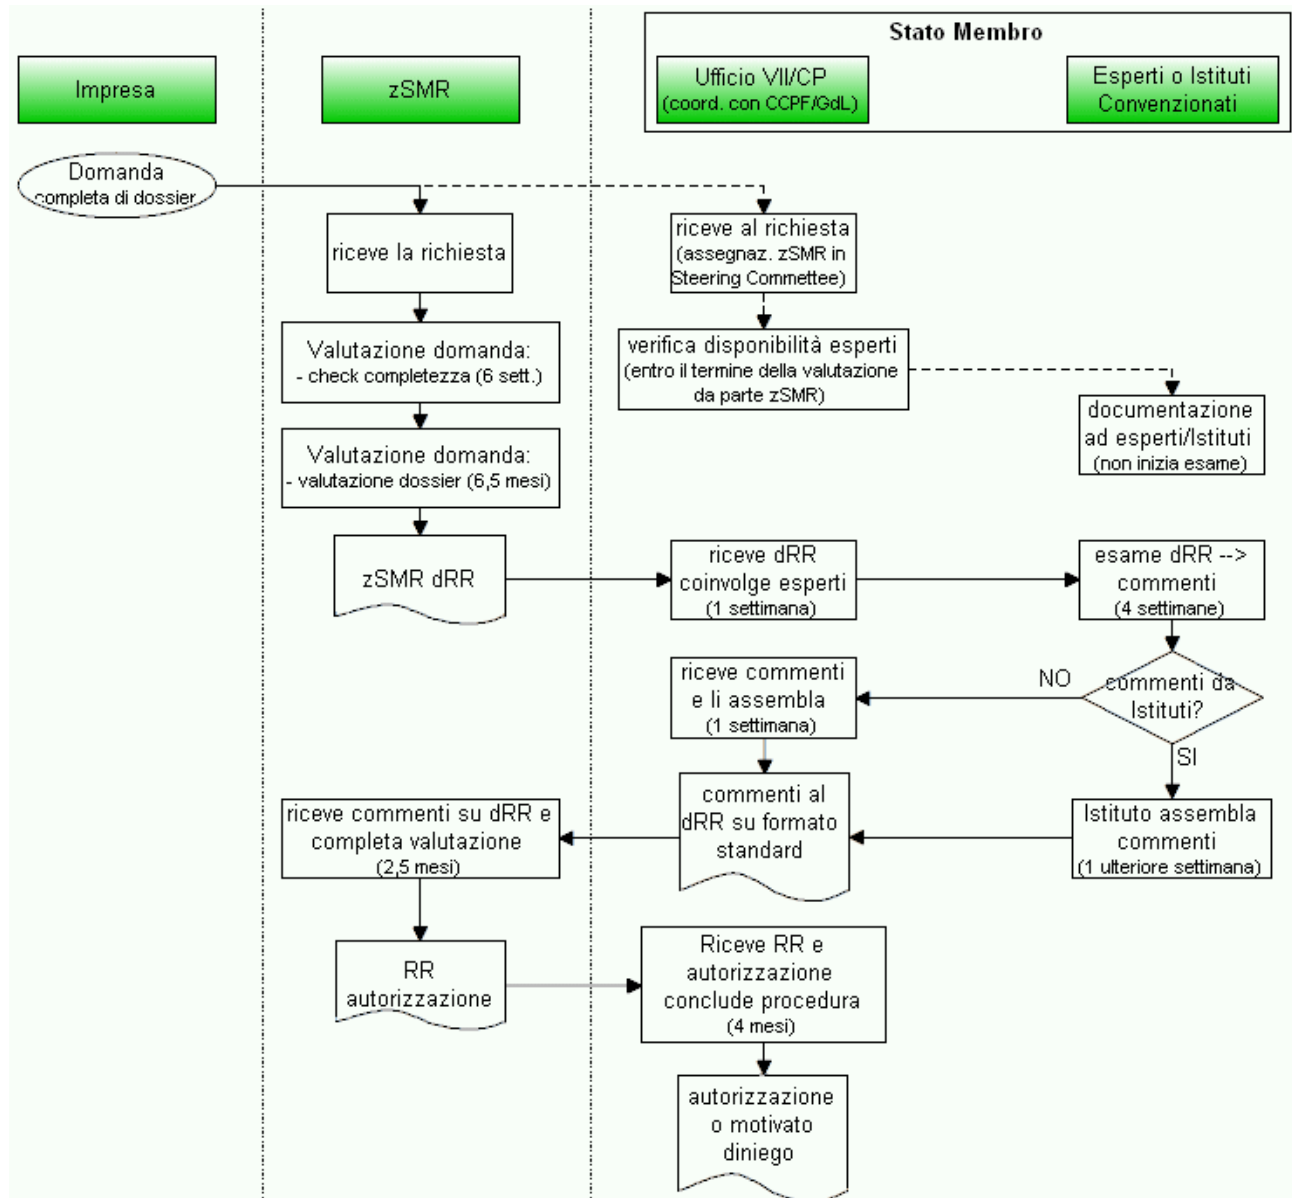 Stato Membro
Impresa
zSMR
Ufficio VII/CP
(coord. con CCPF/GdL)
Esperti o Istituti
Convenzionati
Domanda
completa di dossier
riceve la richiesta
riceve al richiesta
(assegnaz. zSMR in
Steering Commettee)
Valutazione domanda:
- check completezza (6 sett.)
verifica disponibilità esperti
(entro il termine della valutazione
da parte zSMR)
documentazione
ad esperti/Istituti
(non inizia esame)
Valutazione domanda:
- valutazione dossier (6,5 mesi)
zSMR dRR
riceve dRR
coinvolge esperti
(1 settimana)
esame dRR -->
commenti
(4 settimane)
riceve commenti
e li assembla
(1 settimana)
NO
commenti da
Istituti?
SI
riceve commenti su dRR e
completa valutazione
(2,5 mesi)
commenti al
dRR su formato
standard
Istituto assembla
commenti
(1 ulteriore settimana)
RR
autorizzazione
Riceve RR e
autorizzazione
conclude procedura
(4 mesi)
autorizzazione
o motivato
diniego